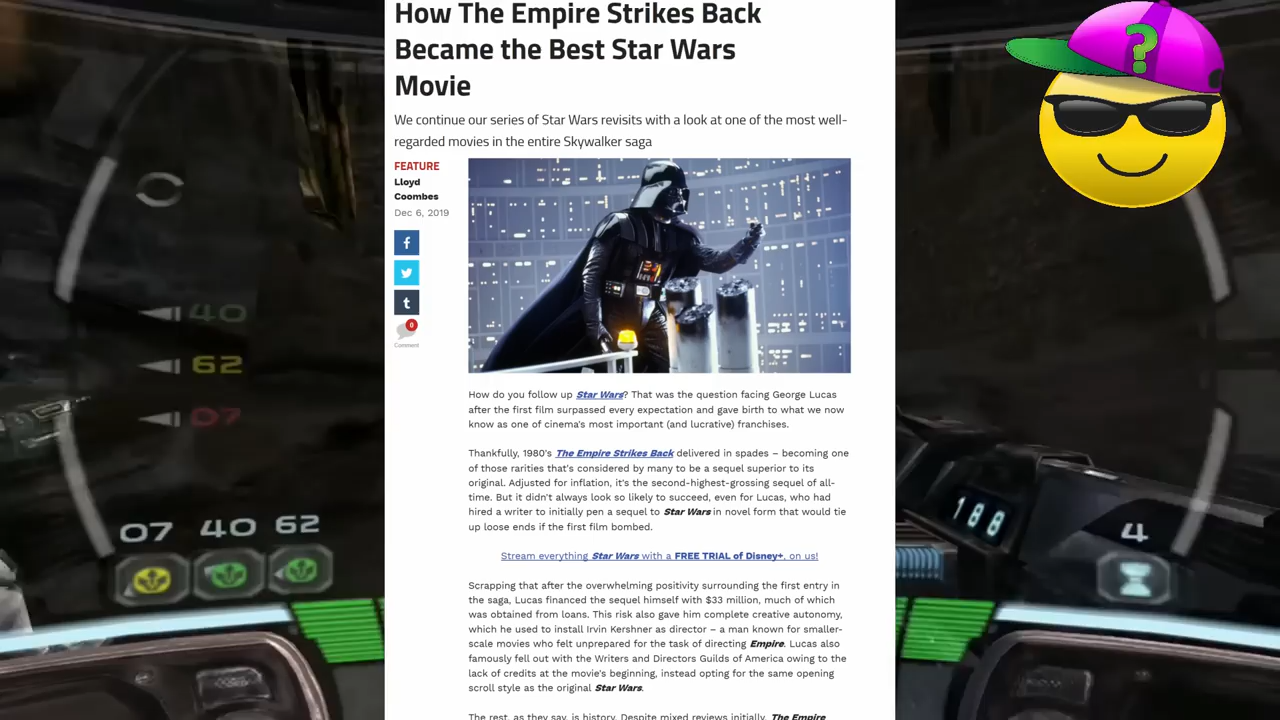 How The Empire Strikes Back
Became the Best Star Wars
Movie
We continue our series of Star Wars revisits with a look at one of the most well-
regarded movies in the entire Skywalker saga
FEATURE
Lloyd
Coombes
Dec 6, 2019
f
t
0
Comment
How do you follow up Star Wars? That was the question facing George Lucas
after the first film surpassed every expectation and gave birth to what we now
know as one of cinema's most important (and lucrative) franchises.
Thankfully, 1980's The Empire Strikes Back delivered in spades – becoming one
of those rarities that's considered by many to be a sequel superior to its
original. Adjusted for inflation, it's the second-highest-grossing sequel of all-
time. But it didn't always look so likely to succeed, even for Lucas, who had
hired a writer to initially pen a sequel to Star Wars in novel form that would tie
up loose ends if the first film bombed.
Stream everything Star Wars with a FREE TRIAL of Disney+, on us!
Scrapping that after the overwhelming positivity surrounding the first entry in
the saga, Lucas financed the sequel himself with $33 million, much of which
was obtained from loans. This risk also gave him complete creative autonomy,
which he used to install Irvin Kershner as director – a man known for smaller-
scale movies who felt unprepared for the task of directing Empire. Lucas also
famously fell out with the Writers and Directors Guilds of America owing to the
lack of credits at the movie's beginning, instead opting for the same opening
scroll style as the original Star Wars.
The rest, as they say, is history. Despite mixed reviews initially, The Empire
?
40
62
07
07 40 62
188
4